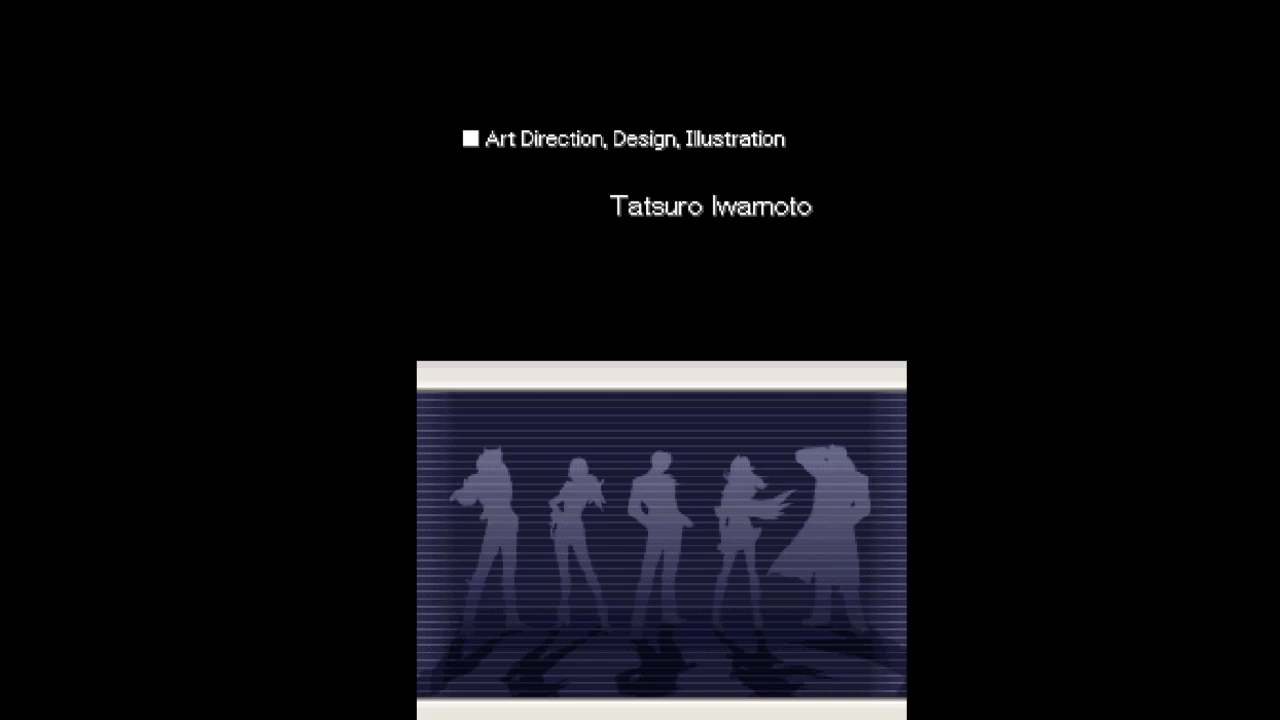 ■ Art Direction, Design, Illustration
Tatsuro Iwamoto